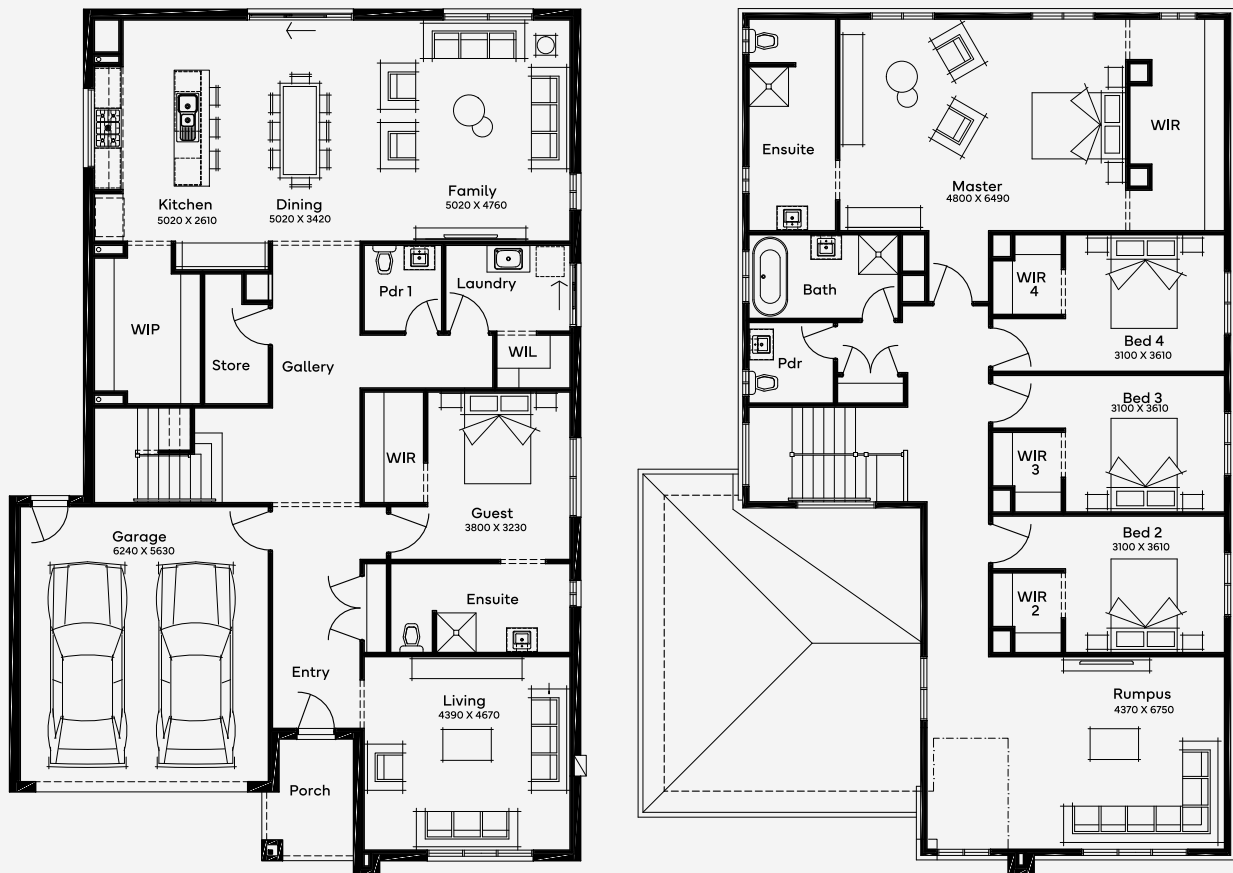 Kitchen
5020 X 2610
Dining
5020 X 3420
Family
5020 X 4760
WIP
Store
Gallery
Pdr 1
Laundry
WIL
WIR
Guest
3800 X 3230
Garage
6240 X 5630
Ensuite
Entry
Living
4390 X 4670
Porch
Ensuite
Master
4800 X 6490
WIR
Bath
WIR
4
Bed 4
3100 X 3610
Pdr
Bed 3
3100 X 3610
WIR
3
Bed 2
3100 X 3610
WIR
2
Rumpus
4370 X 6750